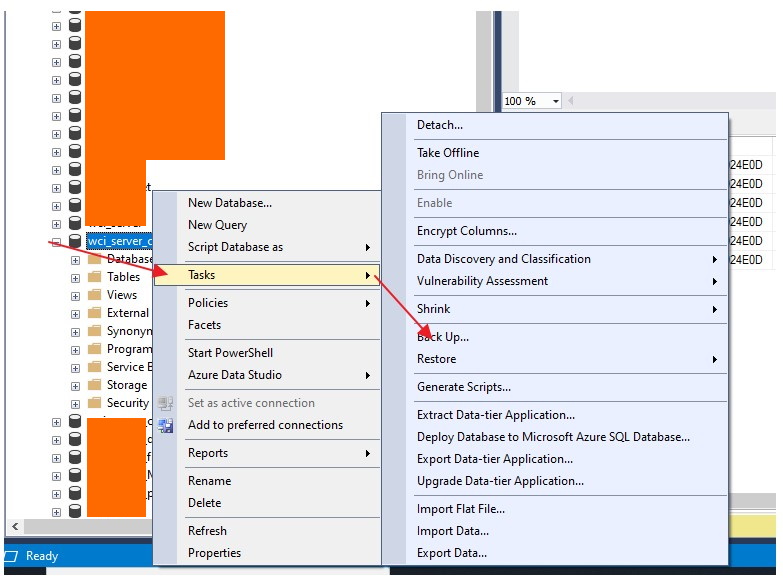 100 %
Detach...
Take Offline
Bring Online
Enable
Encrypt Columns...
Data Discovery and Classification
Vulnerability Assessment
Shrink
Back Up...
Restore
Generate Scripts...
Extract Data-tier Application...
Deploy Database to Microsoft Azure SQL Database...
Export Data-tier Application...
Upgrade Data-tier Application...
Import Flat File...
Import Data...
Export Data...
New Database...
New Query
Script Database as
Tasks
Policies
Facets
Start PowerShell
Azure Data Studio
Set as active connection
Add to preferred connections
Reports
Rename
Delete
Refresh
Properties
wci_server_c
Database
Tables
Views
External
Synonyn
Program
Service E
Storage
Security
24E0D
24E0D
24E0D
24E0D
24E0D
24E0D
Ready